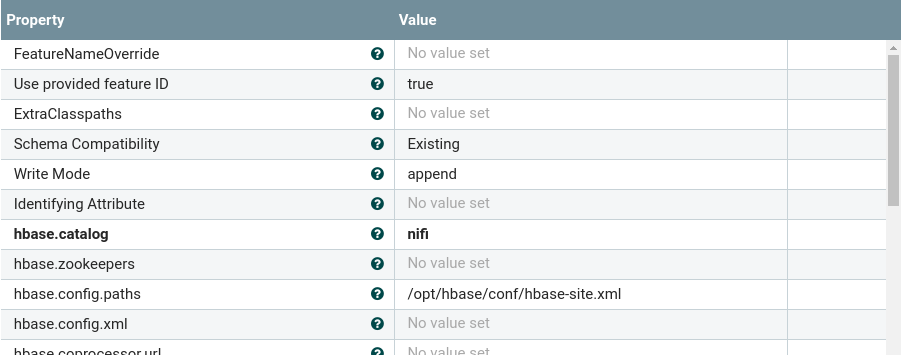 Property Value
FeatureNameOverride No value set
Use provided feature ID true
ExtraClasspaths No value set
Schema Compatibility Existing
Write Mode append
Identifying Attribute No value set
hbase.catalog nifi
hbase.zookeepers No value set
hbase.config.paths /opt/hbase/conf/hbase-site.xml
hbase.config.xml No value set
hbase.coprocessor.url No value set